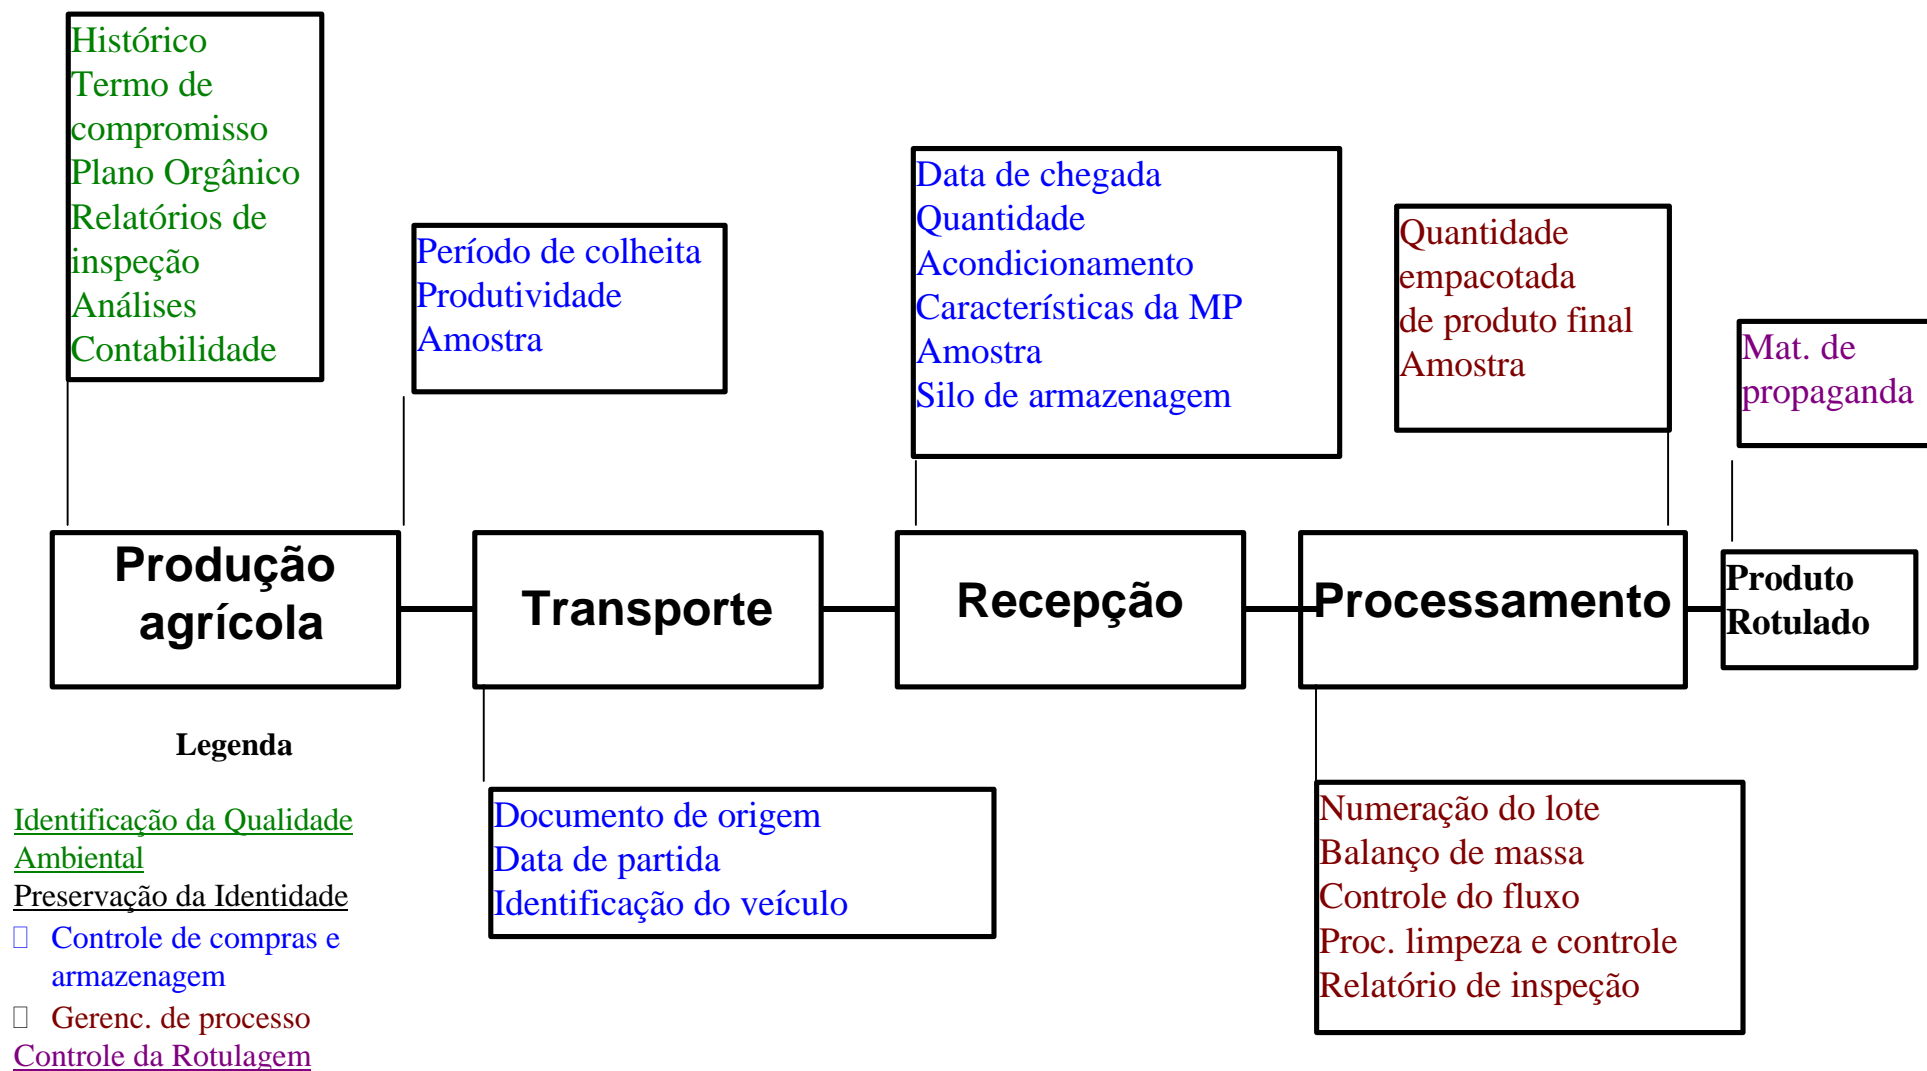 Histórico
Termo de
compromisso
Plano Orgânico
Relatórios de
inspeção
Análises
Contabilidade
Período de colheita
Produtividade
Amostra
Data de chegada
Quantidade
Acondicionamento
Características da MP
Amostra
Silo de armazenagem
Quantidade
empacotada
de produto final
Amostra
Mat. de
propaganda
Produção
agrícola
Transporte
Recepção
Processamento
Produto
Rotulado
Legenda
Identificação da Qualidade
Ambiental
Preservação da Identidade
Controle de compras e
armazenagem
Gerenc. de processo
Controle da Rotulagem
Documento de origem
Data de partida
Identificação do veículo
Numeração do lote
Balanço de massa
Controle do fluxo
Proc. limpeza e controle
Relatório de inspeção